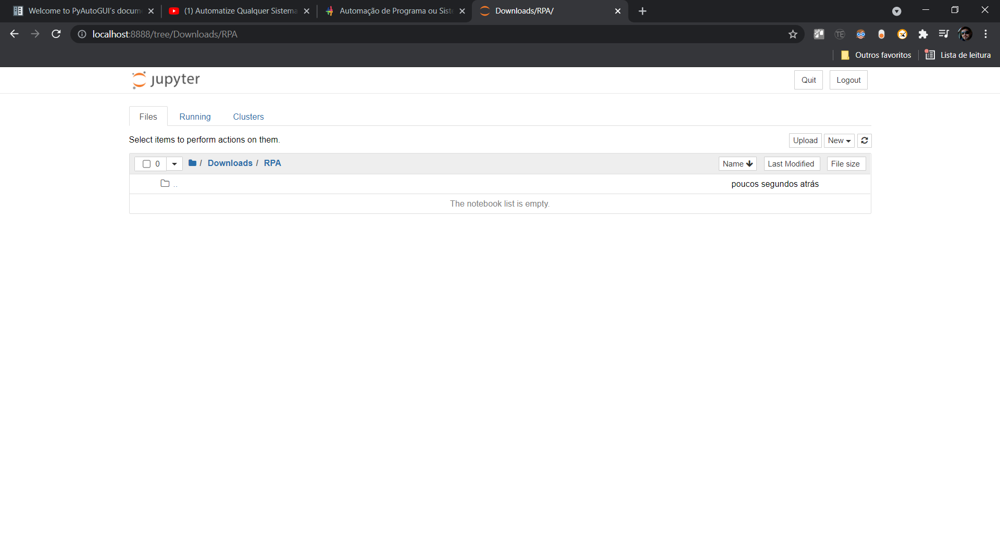 Welcome to PyAutoGUI's docum
(1) Automatize Qualquer Sistema
Automação de Programa ou Siste
Downloads/RPA/
localhost:8888/tree/Downloads/RPA
TE
Outros favoritos
Lista de leitura
jupyter
Quit
Logout
Files
Running
Clusters
Select items to perform actions on them.
Upload
New
0
/ Downloads / RPA
Name
Last Modified
File size
..
poucos segundos atrás
The notebook list is empty.